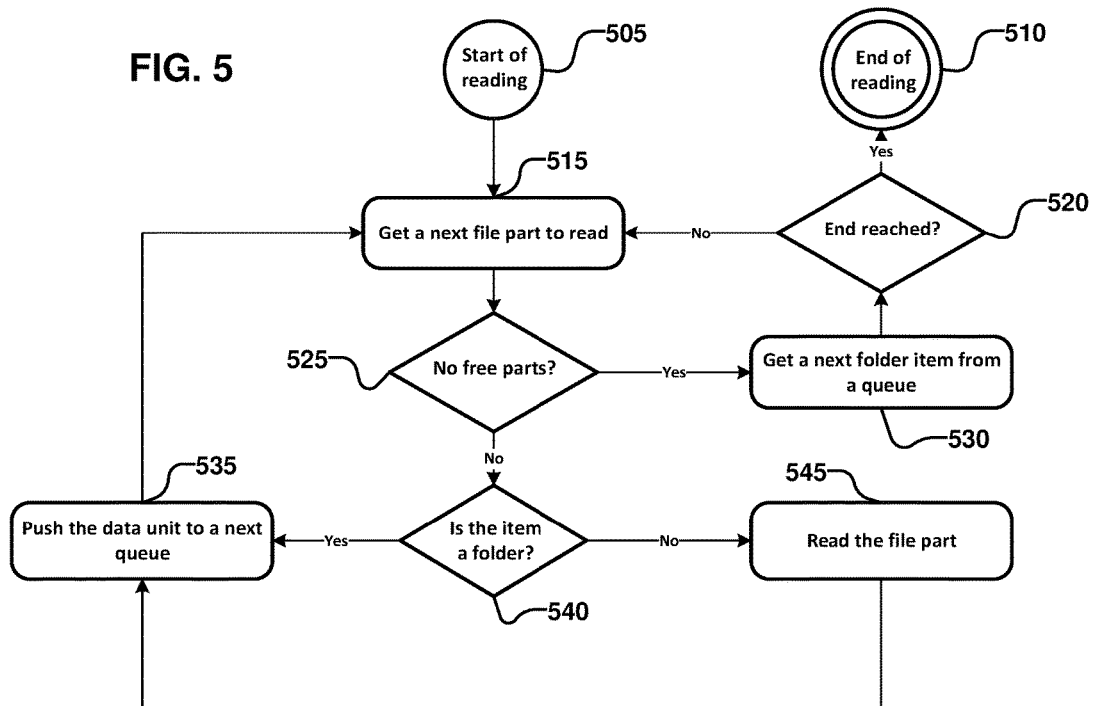 FIG. 5
Start of
reading
505
End of
reading
510
Yes
515
Get a next file part to read
No
End reached?
520
525
No free parts?
Yes
Get a next folder item from
a queue
530
No
535
Push the data unit to a next
queue
Yes
Is the item
a folder?
540
No
545
Read the file part